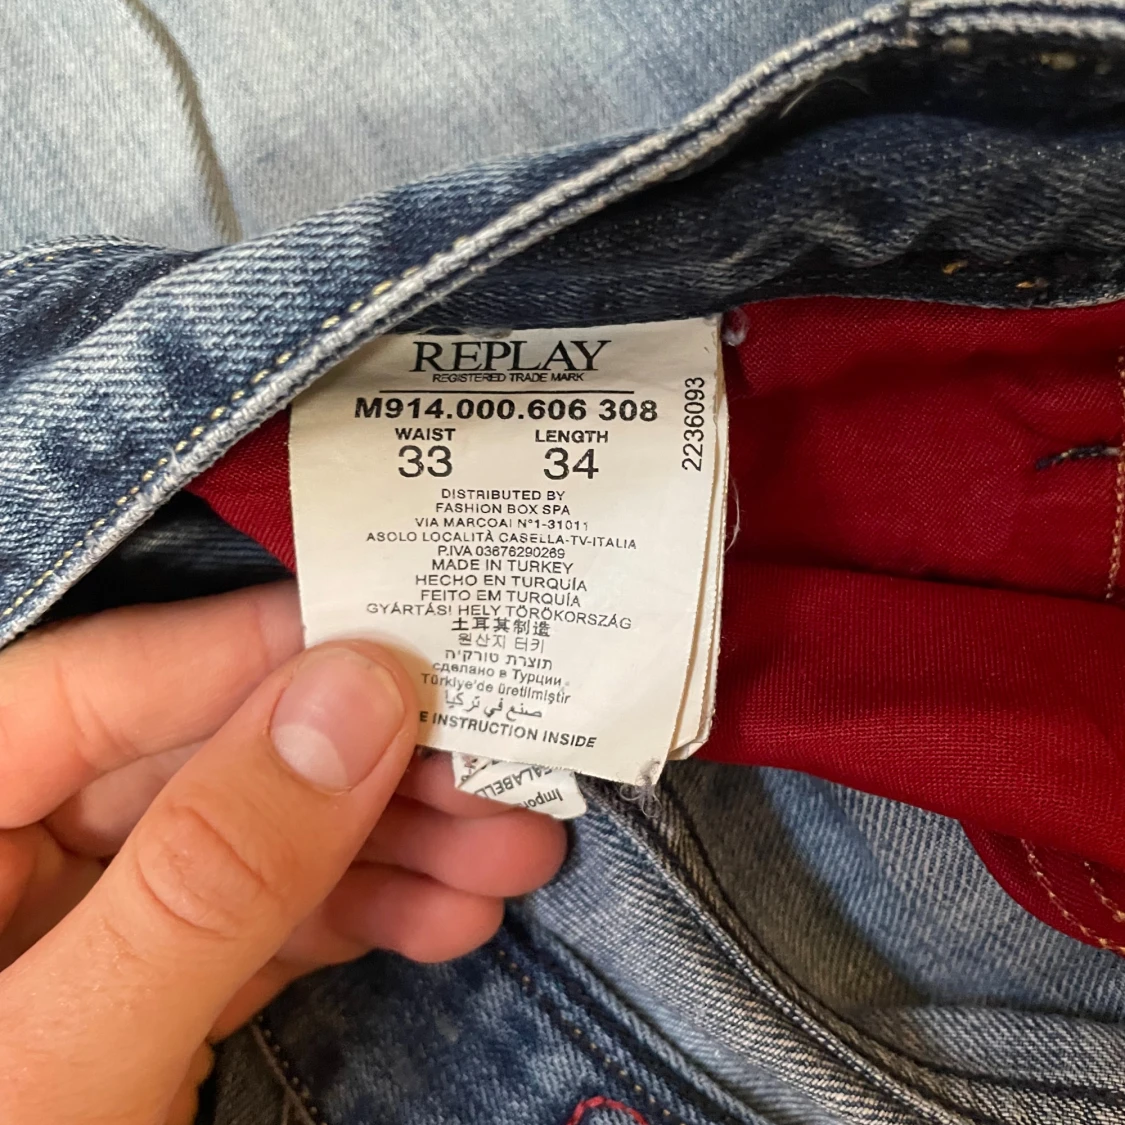 REPLAY
REGISTERED TRADE MARK
M914.000.606 308
WAIST LENGTH
33 34
2236093
DISTRIBUTED BY
FASHION BOX SPA
VIA MARCOAI N°1-31011
ASOLO LOCALITÀ CASELLA-TV-ITALIA
P.IVA 03676290269
MADE IN TURKEY
HECHO EN TURQUÍA
FEITO EM TURQUÍA
GYÁRTÁSI HELY TÖRÖKORSZÁG
土耳其制造
원산지 터키
תוצרת טורקיה
сделано в Турции
Türkiye'de üretilmiştir
صنع في تركيا
E INSTRUCTION INSIDE